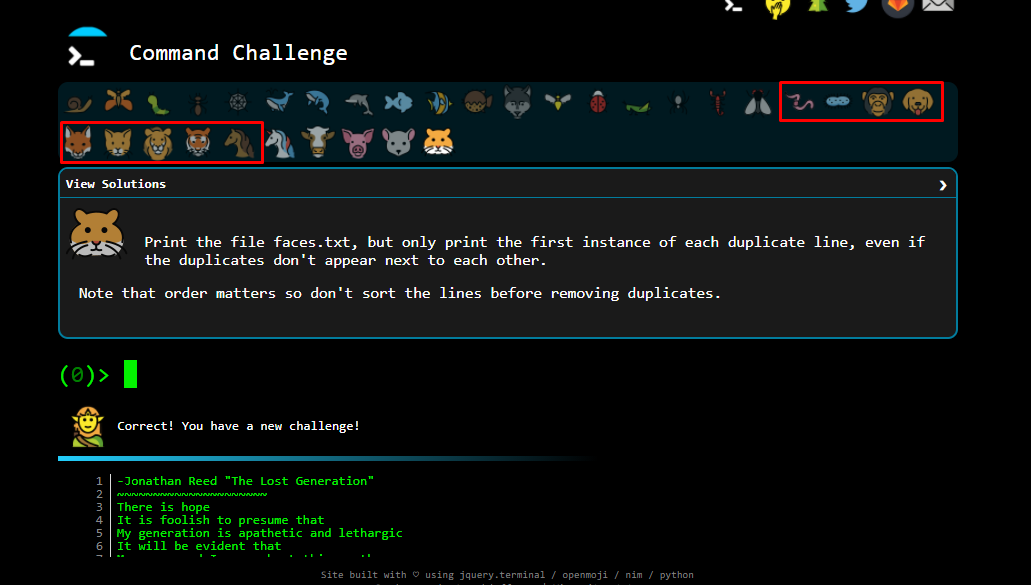 Command Challenge
View Solutions
Print the file faces.txt, but only print the first instance of each duplicate line, even if
the duplicates don't appear next to each other.
Note that order matters so don't sort the lines before removing duplicates.
(0)>
Correct! You have a new challenge!
1 -Jonathan Reed "The Lost Generation"
2 ~~~~~~~~~~~~~~~~~~~~~
3 There is hope
4 It is foolish to presume that
5 My generation is apathetic and lethargic
6 It will be evident that
Site built with ♡ using jquery.terminal / openmoji / nim / python